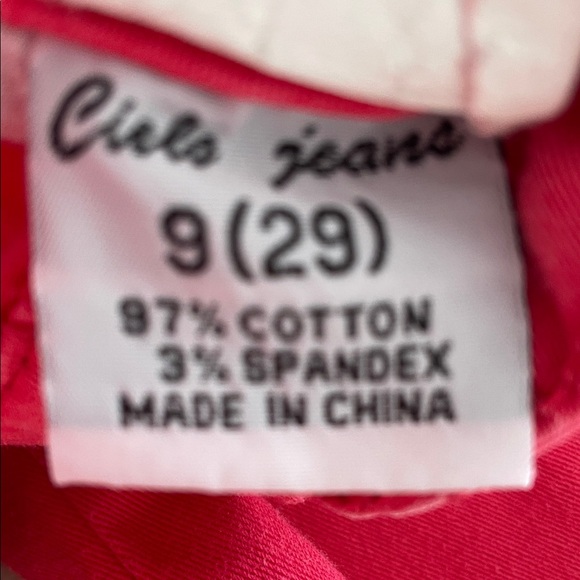 Ciels jeans
9(29)
97% COTTON
3% SPANDEX
MADE IN CHINA